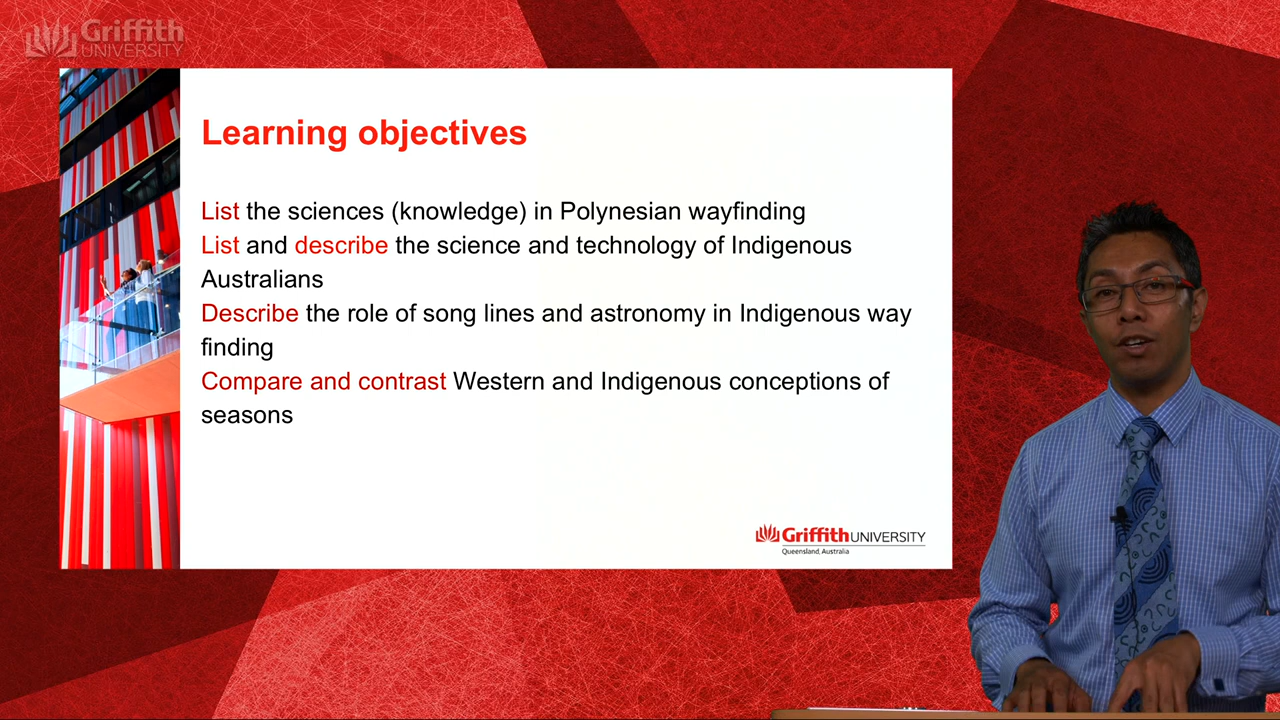 Griffith
UNIVERSITY
Learning objectives
List the sciences (knowledge) in Polynesian wayfinding
List and describe the science and technology of Indigenous
Australians
Describe the role of song lines and astronomy in Indigenous way
finding
Compare and contrast Western and Indigenous conceptions of
seasons
Griffith UNIVERSITY
Queensland, Australia